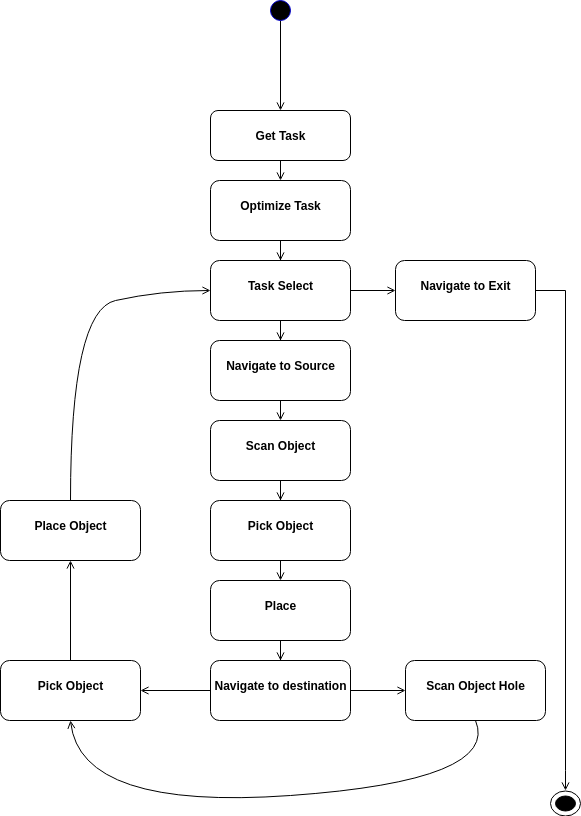 Get Task
Optimize Task
Task Select
Navigate to Exit
Navigate to Source
Scan Object
Place Object
Pick Object
Place
Pick Object
Navigate to destination
Scan Object Hole